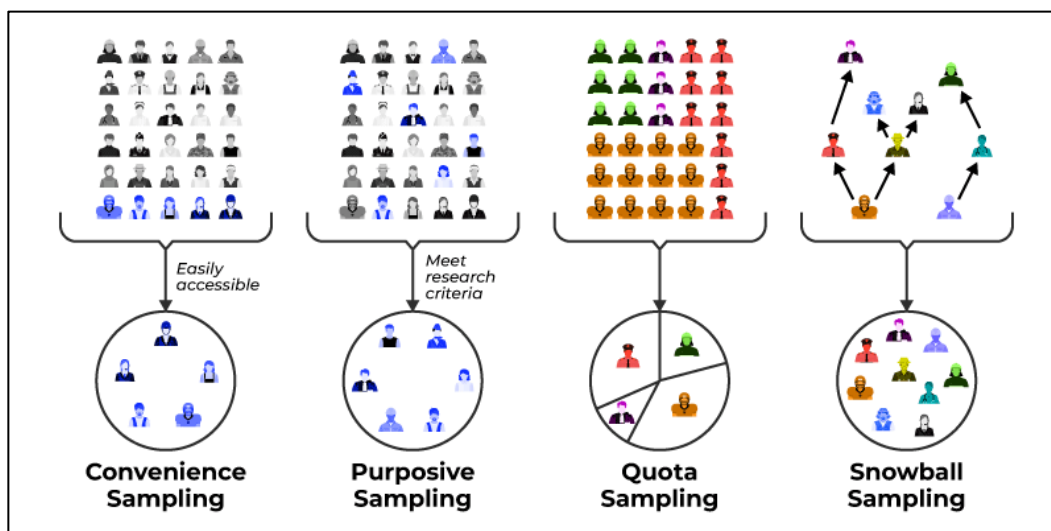 Easily
accessible
Meet
research
criteria
Convenience
Sampling
Purposive
Sampling
Quota
Sampling
Snowball
Sampling